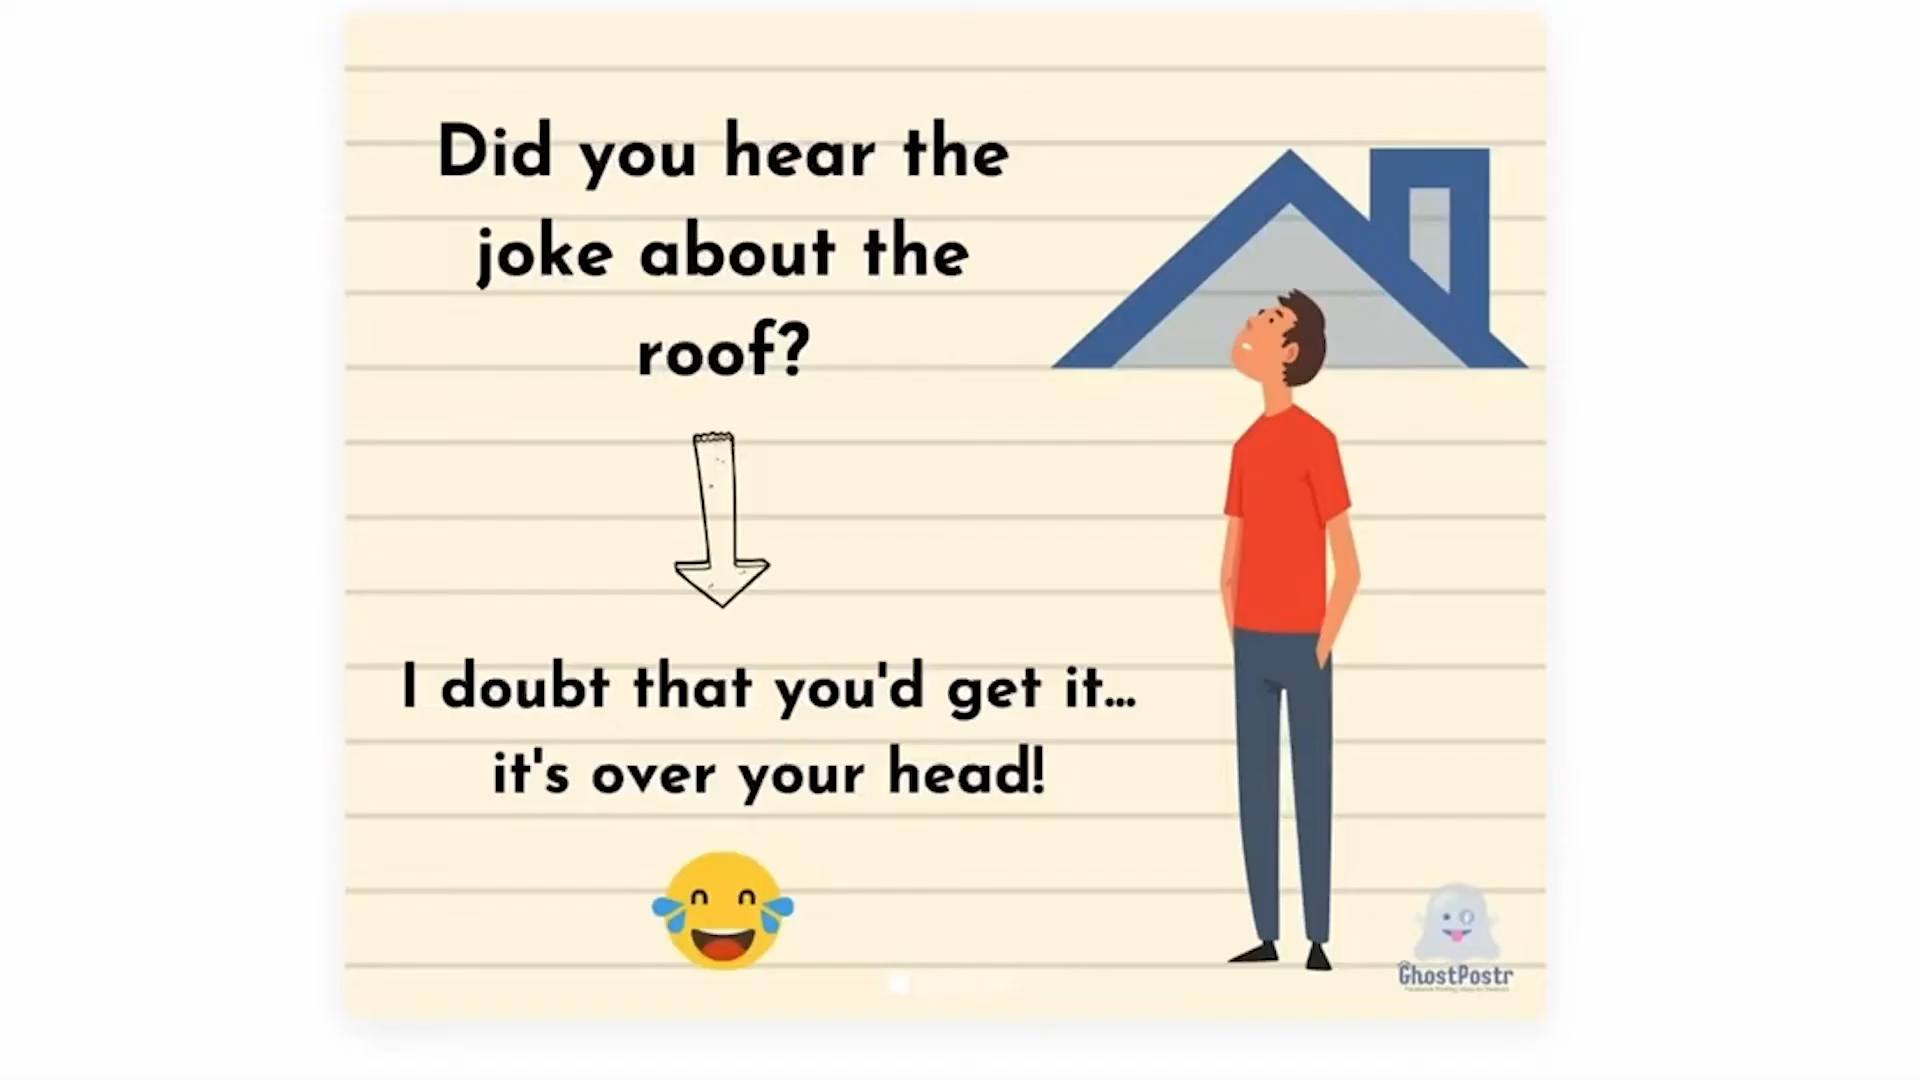 Did you hear the
joke about the
roof?
I doubt that you'd get it...
it's over your head!
GhostPostr